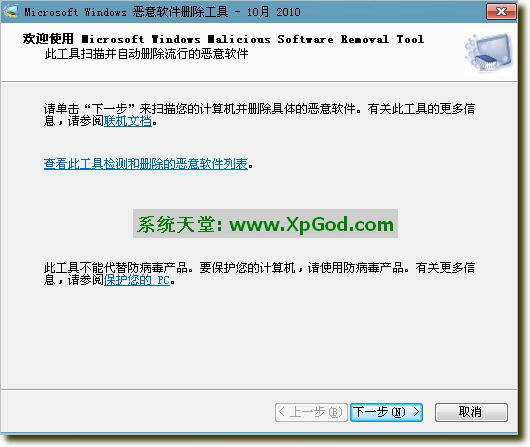 Microsoft Windows 恶意软件删除工具 - 10月 2010
欢迎使用 Microsoft Windows Malicious Software Removal Tool
此工具扫描并自动删除流行的恶意软件
请单击“下一步”来扫描您的计算机并删除具体的恶意软件。有关此工具的更多信
息，请参阅联机文档。
查看此工具检测和删除的恶意软件列表。
系统天堂: www.XpGod.com
此工具不能代替防病毒产品。要保护您的计算机，请使用防病毒产品。有关更多信
息，请参阅保护您的 PC。
< 上一步(B) 下一步(N) > 取消